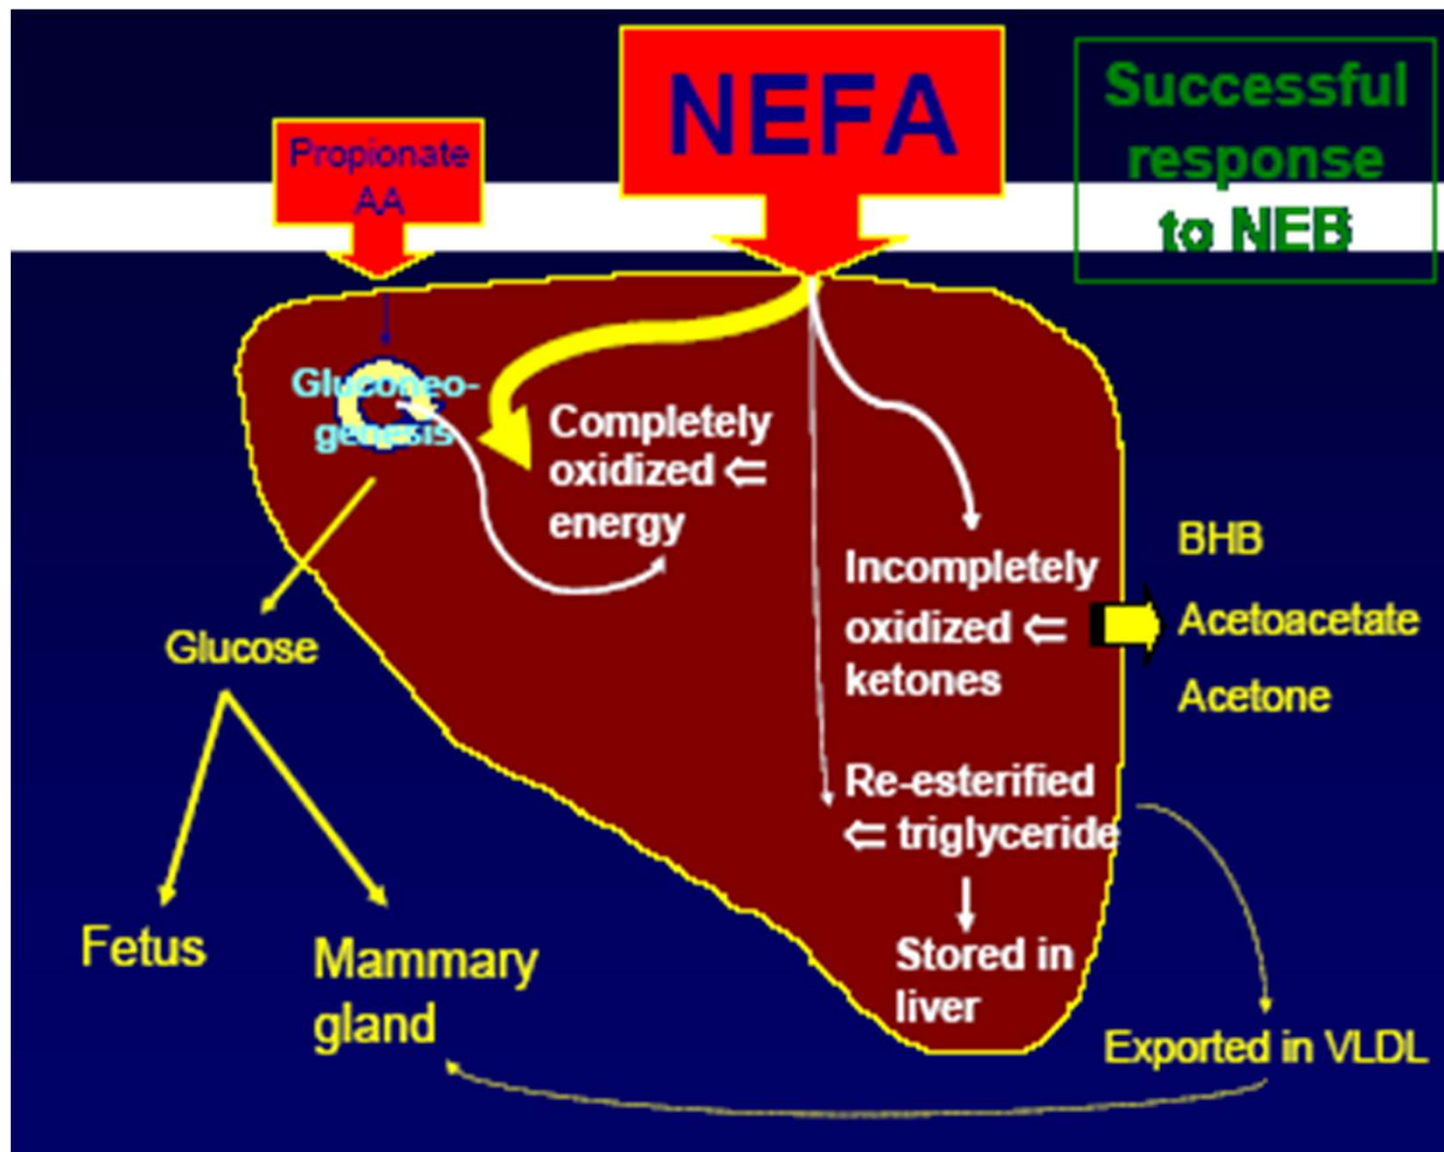 NEFA
Successful
response
to NEB
Propionate
AA
Gluconeo-
genesis
Completely
oxidized ⇐
energy
Incompletely
oxidized ⇐
ketones
BHB
Acetoacetate
Acetone
Glucose
Re-esterified
⇐ triglyceride
Stored in
liver
Fetus
Mammary
gland
Exported in VLDL